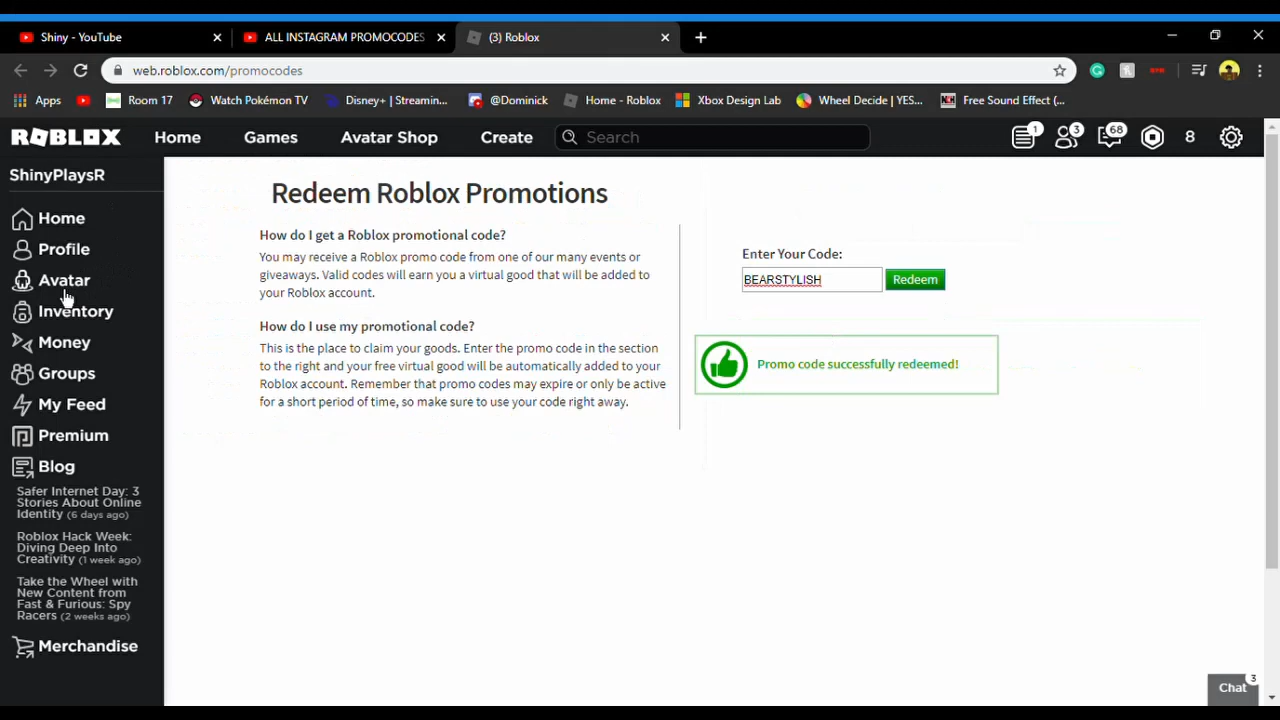 Shiny - YouTube
ALL INSTAGRAM PROMOCODES
(3) Roblox
web.roblox.com/promocodes
Apps
Room 17
Watch Pokémon TV
Disney+ | Streamin...
@Dominick
Home - Roblox
Xbox Design Lab
Wheel Decide | YES...
Free Sound Effect (...
ROBLOX
Home
Games
Avatar Shop
Create
Search
1
3
68
8
ShinyPlaysR
Home
Profile
Avatar
Inventory
Money
Groups
My Feed
Premium
Blog
Safer Internet Day: 3
Stories About Online
Identity (6 days ago)
Roblox Hack Week:
Diving Deep Into
Creativity (1 week ago)
Take the Wheel with
New Content from
Fast & Furious: Spy
Racers (2 weeks ago)
Merchandise
Redeem Roblox Promotions
How do I get a Roblox promotional code?
You may receive a Roblox promo code from one of our many events or
giveaways. Valid codes will earn you a virtual good that will be added to
your Roblox account.
How do I use my promotional code?
This is the place to claim your goods. Enter the promo code in the section
to the right and your free virtual good will be automatically added to your
Roblox account. Remember that promo codes may expire or only be active
for a short period of time, so make sure to use your code right away.
Enter Your Code:
BEARSTYLISH
Redeem
Promo code successfully redeemed!
Chat
3